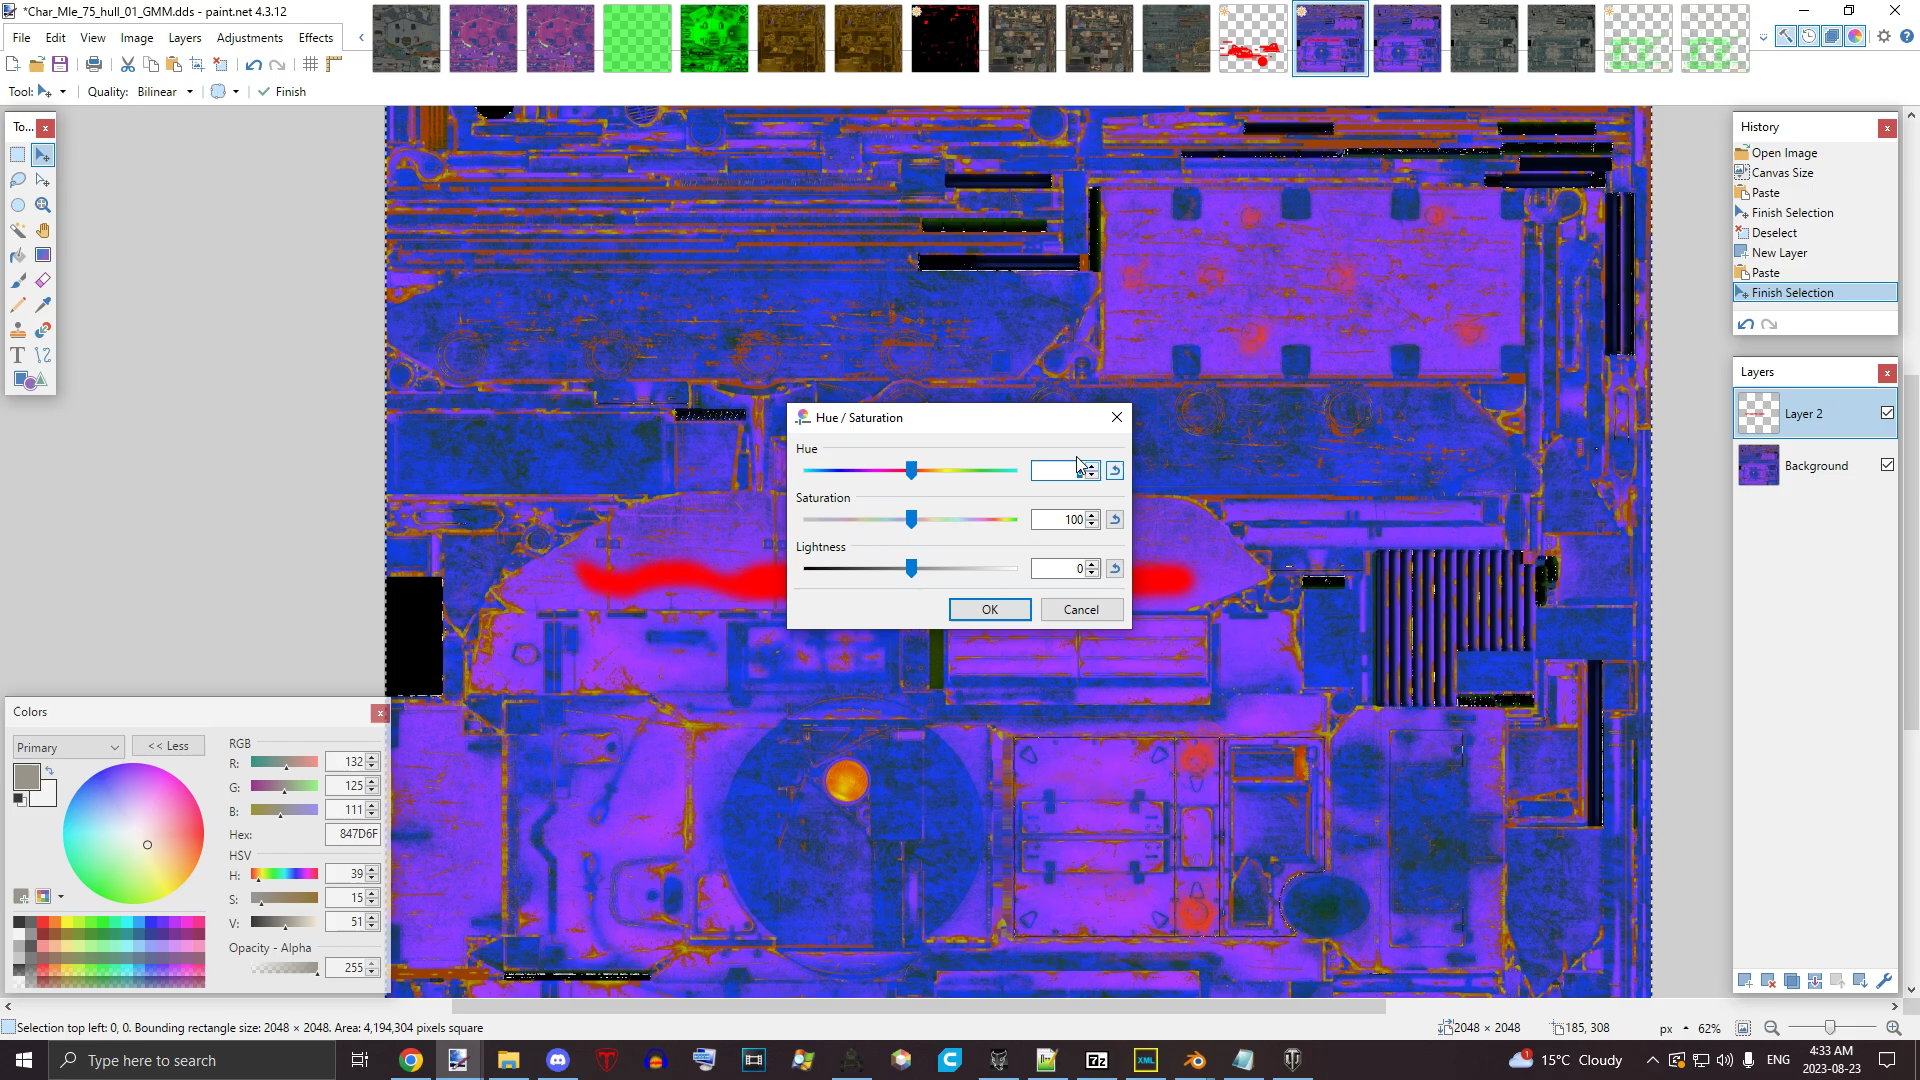 *Char_Mle_75_hull_01_GMM.dds - paint.net 4.3.12
File Edit View Image Layers Adjustments Effects
Tool: Quality: Bilinear Finish
To...
History
Open Image
Canvas Size
Paste
Finish Selection
Deselect
New Layer
Paste
Finish Selection
Layers
Layer 2
Background
Hue / Saturation
Hue
Saturation
100
Lightness
0
OK Cancel
Colors
Primary << Less
RGB
R: 132
G: 125
B: 111
Hex: 847D6F
HSV
H: 39
S: 15
V: 51
Opacity - Alpha
255
Selection top left: 0, 0. Bounding rectangle size: 2048 × 2048. Area: 4,194,304 pixels square
2048 × 2048 185, 308 px 62%
Type here to search
7z
XML
15°C Cloudy
ENG
4:33 AM
2023-08-23